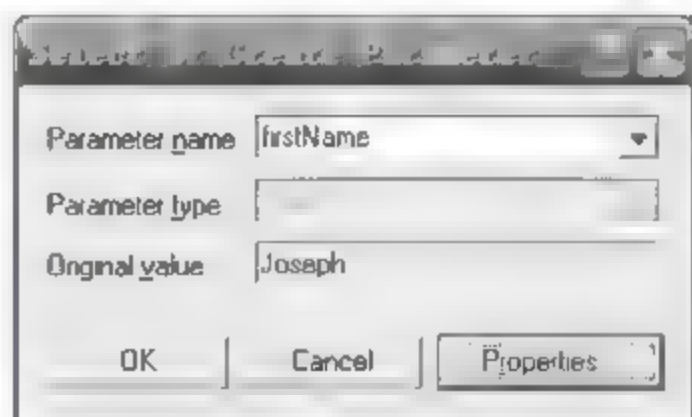 Parameter name firstName
Parameter type
Original value Joseph
OK Cancel Properties